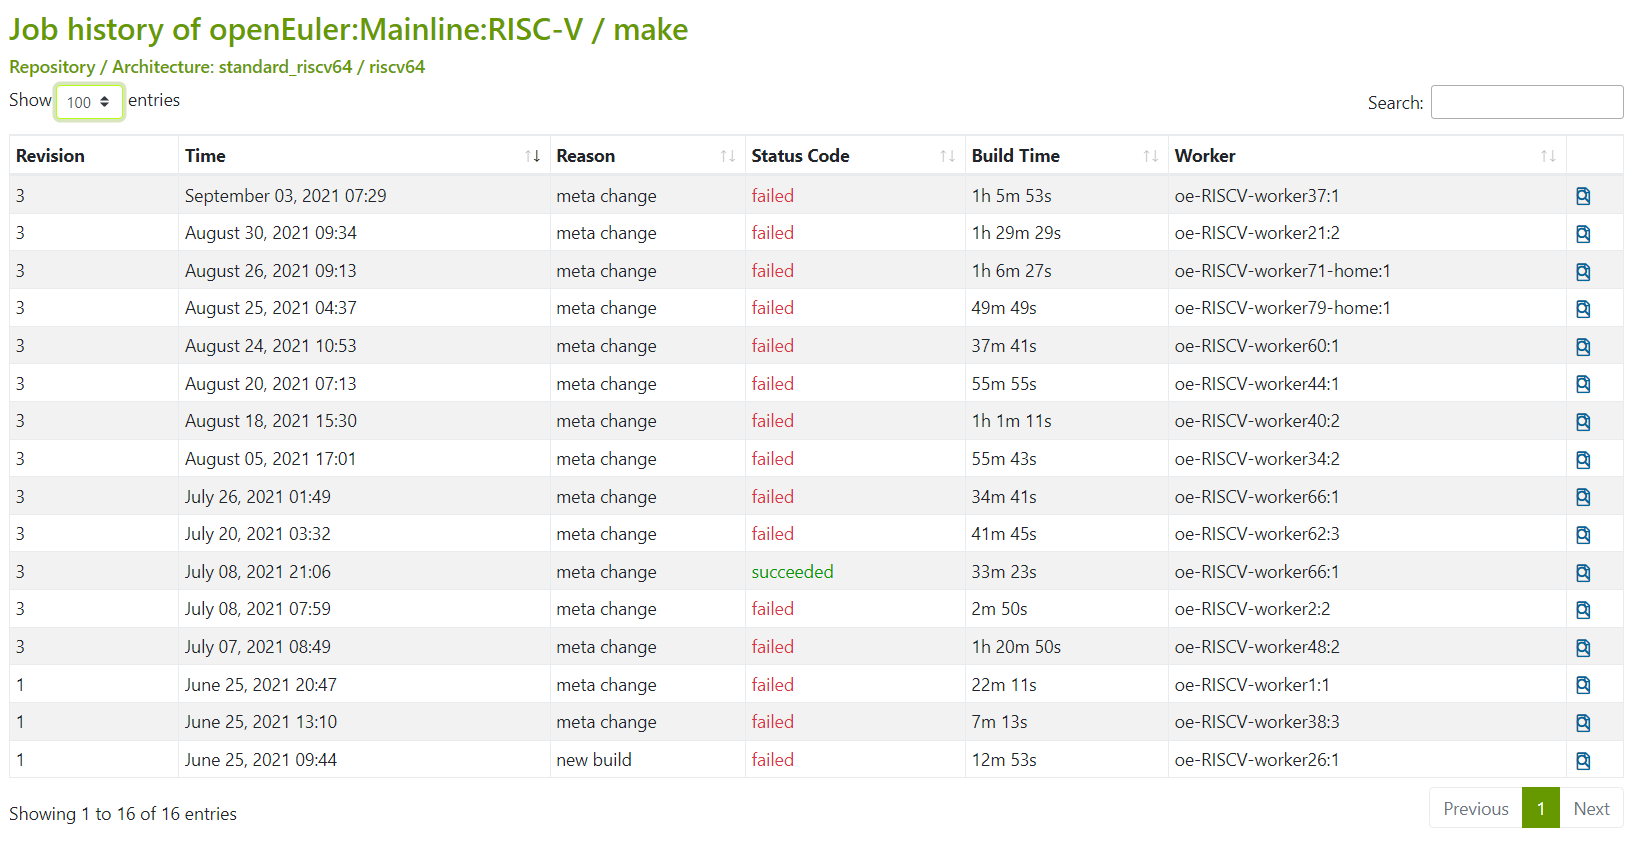 Job history of openEuler:Mainline:RISC-V / make
Repository / Architecture: standard_riscv64 / riscv64
Show 100 entries Search:
Revision Time Reason Status Code Build Time Worker
3 September 03, 2021 07:29 meta change failed 1h 5m 53s oe-RISCV-worker37:1
3 August 30, 2021 09:34 meta change failed 1h 29m 29s oe-RISCV-worker21:2
3 August 26, 2021 09:13 meta change failed 1h 6m 27s oe-RISCV-worker71-home:1
3 August 25, 2021 04:37 meta change failed 49m 49s oe-RISCV-worker79-home:1
3 August 24, 2021 10:53 meta change failed 37m 41s oe-RISCV-worker60:1
3 August 20, 2021 07:13 meta change failed 55m 55s oe-RISCV-worker44:1
3 August 18, 2021 15:30 meta change failed 1h 1m 11s oe-RISCV-worker40:2
3 August 05, 2021 17:01 meta change failed 55m 43s oe-RISCV-worker34:2
3 July 26, 2021 01:49 meta change failed 34m 41s oe-RISCV-worker66:1
3 July 20, 2021 03:32 meta change failed 41m 45s oe-RISCV-worker62:3
3 July 08, 2021 21:06 meta change succeeded 33m 23s oe-RISCV-worker66:1
3 July 08, 2021 07:59 meta change failed 2m 50s oe-RISCV-worker2:2
3 July 07, 2021 08:49 meta change failed 1h 20m 50s oe-RISCV-worker48:2
1 June 25, 2021 20:47 meta change failed 22m 11s oe-RISCV-worker1:1
1 June 25, 2021 13:10 meta change failed 7m 13s oe-RISCV-worker38:3
1 June 25, 2021 09:44 new build failed 12m 53s oe-RISCV-worker26:1
Showing 1 to 16 of 16 entries Previous 1 Next